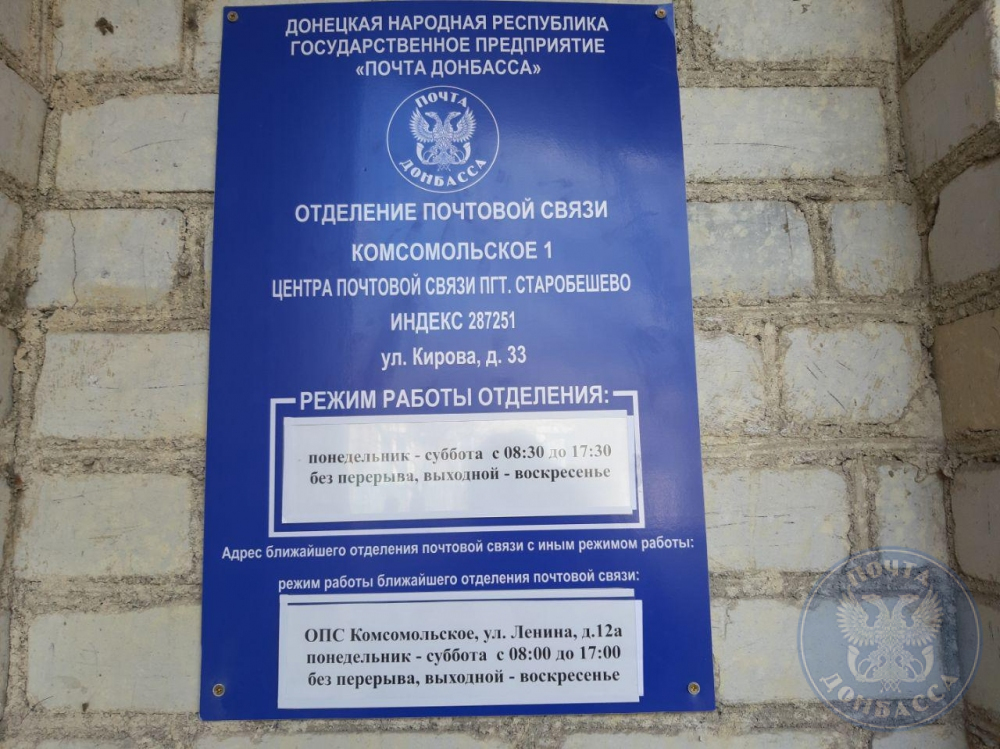 ДОНЕЦКАЯ НАРОДНАЯ РЕСПУБЛИКА
ГОСУДАРСТВЕННОЕ ПРЕДПРИЯТИЕ
«ПОЧТА ДОНБАССА»
ПОЧТА
ДОНБАССА
ОТДЕЛЕНИЕ ПОЧТОВОЙ СВЯЗИ
КОМСОМОЛЬСКОЕ 1
ЦЕНТРА ПОЧТОВОЙ СВЯЗИ ПГТ. СТАРОБЕШЕВО
ИНДЕКС 287251
ул. Кирова, д. 33
РЕЖИМ РАБОТЫ ОТДЕЛЕНИЯ:
понедельник - суббота с 08:30 до 17:30
без перерыва, выходной - воскресенье
Адрес ближайшего отделения почтовой связи с иным режимом работы:
режим работы ближайшего отделения почтовой связи:
ОПС Комсомольское, ул. Ленина, д.12а
понедельник - суббота с 08:00 до 17:00
без перерыва, выходной - воскресенье
ПОЧТА
ДОНБАССА